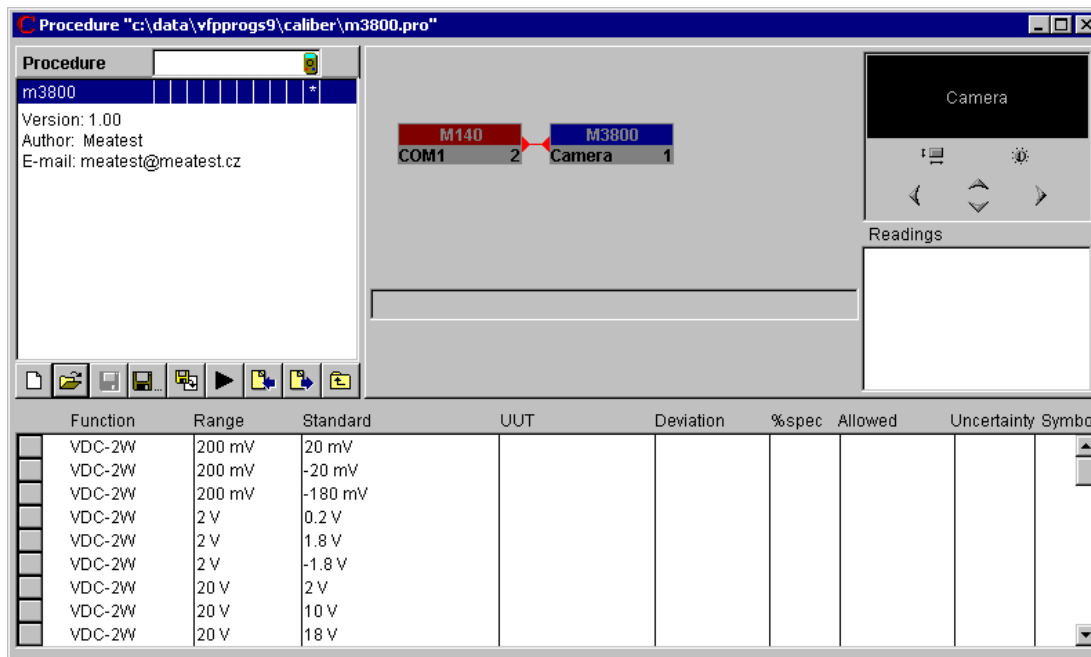 Procedure "c:\data\vfpprogs9\caliber\m3800.pro"
Procedure
m3800 *
Version: 1.00
Author: Meatest
E-mail: meatest@meatest.cz
M140 M3800
COM1 2 Camera 1
Camera
Readings
Function Range Standard UUT Deviation %spec Allowed Uncertainty Symbo
VDC-2W 200 mV 20 mV
VDC-2W 200 mV -20 mV
VDC-2W 200 mV -180 mV
VDC-2W 2 V 0.2 V
VDC-2W 2 V 1.8 V
VDC-2W 2 V -1.8 V
VDC-2W 20 V 2 V
VDC-2W 20 V 10 V
VDC-2W 20 V 18 V